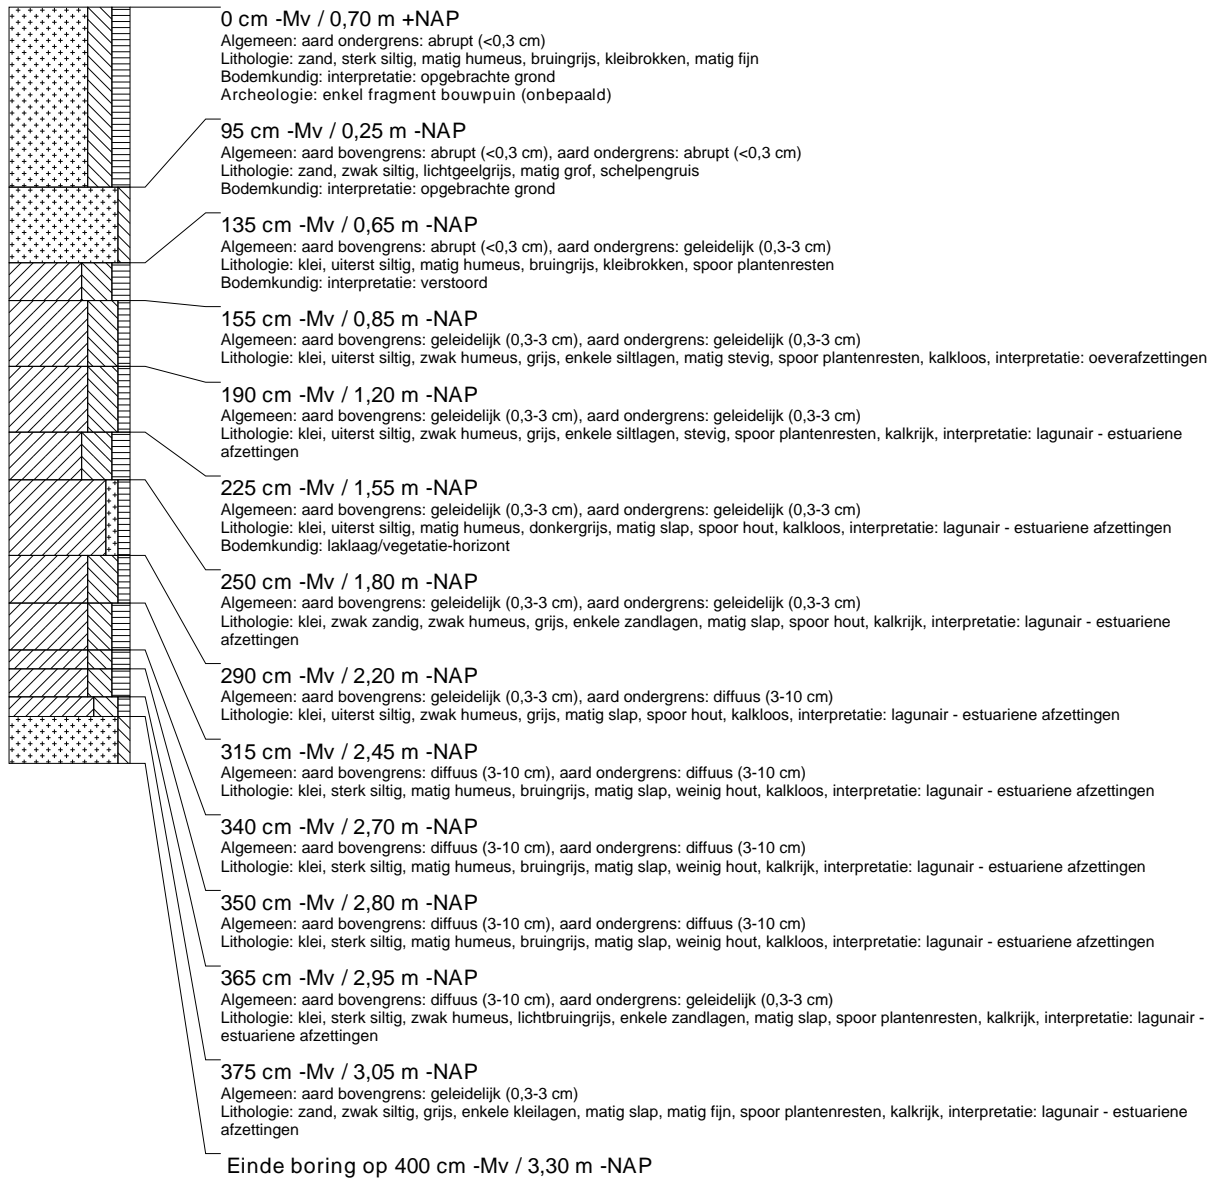 0 cm -Mv / 0,70 m +NAP
Algemeen: aard ondergrens: abrupt (<0,3 cm)
Lithologie: zand, sterk siltig, matig humeus, bruingrijs, kleibrokken, matig fijn
Bodemkundig: interpretatie: opgebrachte grond
Archeologie: enkel fragment bouwpuin (onbepaald)
95 cm -Mv / 0,25 m -NAP
Algemeen: aard bovengrens: abrupt (<0,3 cm), aard ondergrens: abrupt (<0,3 cm)
Lithologie: zand, zwak siltig, lichtgeelgrijs, matig grof, schelpengruis
Bodemkundig: interpretatie: opgebrachte grond
135 cm -Mv / 0,65 m -NAP
Algemeen: aard bovengrens: abrupt (<0,3 cm), aard ondergrens: geleidelijk (0,3-3 cm)
Lithologie: klei, uiterst siltig, matig humeus, bruingrijs, kleibrokken, spoor plantenresten
Bodemkundig: interpretatie: verstoord
155 cm -Mv / 0,85 m -NAP
Algemeen: aard bovengrens: geleidelijk (0,3-3 cm), aard ondergrens: geleidelijk (0,3-3 cm)
Lithologie: klei, uiterst siltig, zwak humeus, grijs, enkele siltlagen, matig stevig, spoor plantenresten, kalkloos, interpretatie: oeverafzettingen
190 cm -Mv / 1,20 m -NAP
Algemeen: aard bovengrens: geleidelijk (0,3-3 cm), aard ondergrens: geleidelijk (0,3-3 cm)
Lithologie: klei, uiterst siltig, zwak humeus, grijs, enkele siltlagen, stevig, spoor plantenresten, kalkrijk, interpretatie: lagunair - estuariene
afzettingen
225 cm -Mv / 1,55 m -NAP
Algemeen: aard bovengrens: geleidelijk (0,3-3 cm), aard ondergrens: geleidelijk (0,3-3 cm)
Lithologie: klei, uiterst siltig, matig humeus, donkergrijs, matig slap, spoor hout, kalkloos, interpretatie: lagunair - estuariene afzettingen
Bodemkundig: laklaag/vegetatie-horizont
250 cm -Mv / 1,80 m -NAP
Algemeen: aard bovengrens: geleidelijk (0,3-3 cm), aard ondergrens: geleidelijk (0,3-3 cm)
Lithologie: klei, zwak zandig, zwak humeus, grijs, enkele zandlagen, matig slap, spoor hout, kalkrijk, interpretatie: lagunair - estuariene
afzettingen
290 cm -Mv / 2,20 m -NAP
Algemeen: aard bovengrens: geleidelijk (0,3-3 cm), aard ondergrens: diffuus (3-10 cm)
Lithologie: klei, uiterst siltig, zwak humeus, grijs, matig slap, spoor hout, kalkloos, interpretatie: lagunair - estuariene afzettingen
315 cm -Mv / 2,45 m -NAP
Algemeen: aard bovengrens: diffuus (3-10 cm), aard ondergrens: diffuus (3-10 cm)
Lithologie: klei, sterk siltig, matig humeus, bruingrijs, matig slap, weinig hout, kalkloos, interpretatie: lagunair - estuariene afzettingen
340 cm -Mv / 2,70 m -NAP
Algemeen: aard bovengrens: diffuus (3-10 cm), aard ondergrens: diffuus (3-10 cm)
Lithologie: klei, sterk siltig, matig humeus, bruingrijs, matig slap, weinig hout, kalkrijk, interpretatie: lagunair - estuariene afzettingen
350 cm -Mv / 2,80 m -NAP
Algemeen: aard bovengrens: diffuus (3-10 cm), aard ondergrens: diffuus (3-10 cm)
Lithologie: klei, sterk siltig, matig humeus, bruingrijs, matig slap, weinig hout, kalkloos, interpretatie: lagunair - estuariene afzettingen
365 cm -Mv / 2,95 m -NAP
Algemeen: aard bovengrens: diffuus (3-10 cm), aard ondergrens: geleidelijk (0,3-3 cm)
Lithologie: klei, sterk siltig, zwak humeus, lichtbruingrijs, enkele zandlagen, matig slap, spoor plantenresten, kalkrijk, interpretatie: lagunair -
estuariene afzettingen
375 cm -Mv / 3,05 m -NAP
Algemeen: aard bovengrens: geleidelijk (0,3-3 cm)
Lithologie: zand, zwak siltig, grijs, enkele kleilagen, matig slap, matig fijn, spoor plantenresten, kalkrijk, interpretatie: lagunair - estuariene
afzettingen
Einde boring op 400 cm -Mv / 3,30 m -NAP